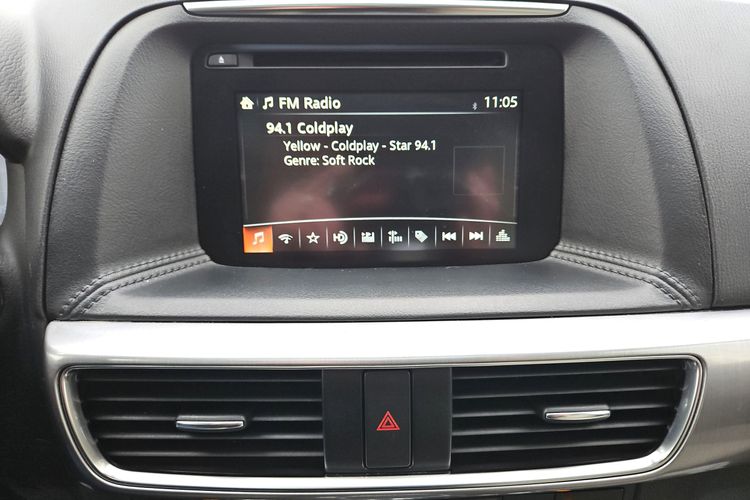 FM Radio 11:05
94.1 Coldplay
Yellow - Coldplay - Star 94.1
Genre: Soft Rock